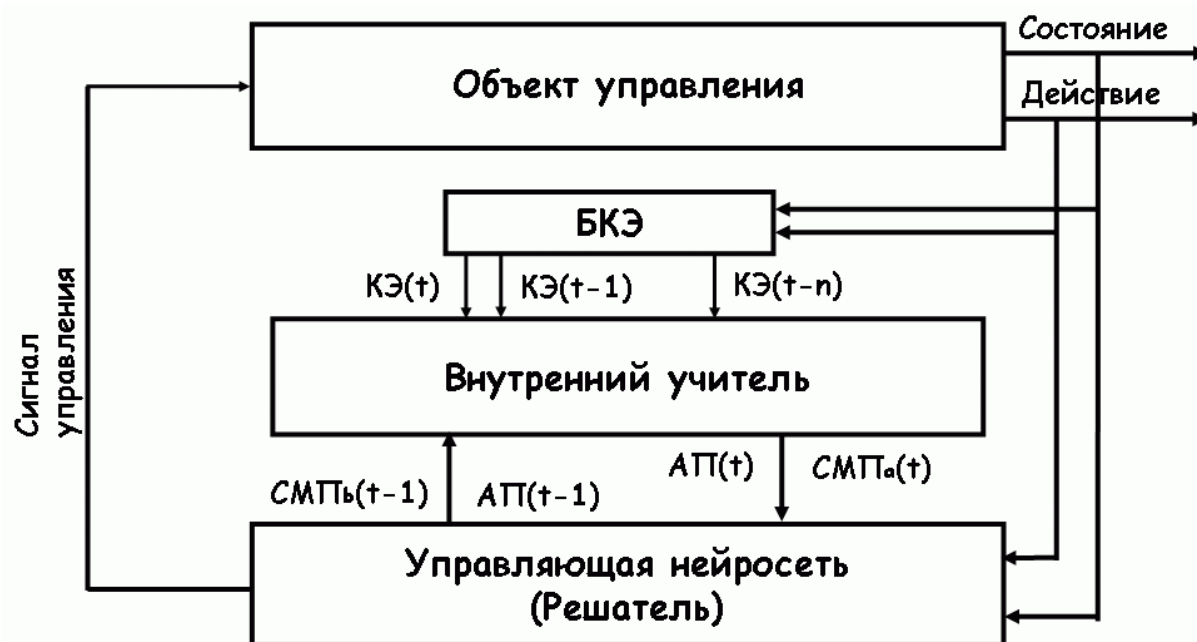 Состояние
Объект управления
Действие
БКЭ
КЭ(t) КЭ(t-1) КЭ(t-n)
Сигнал
управления
Внутренний учитель
АП(t) СМПa(t)
СМПb(t-1) АП(t-1)
Управляющая нейросеть
(Решатель)